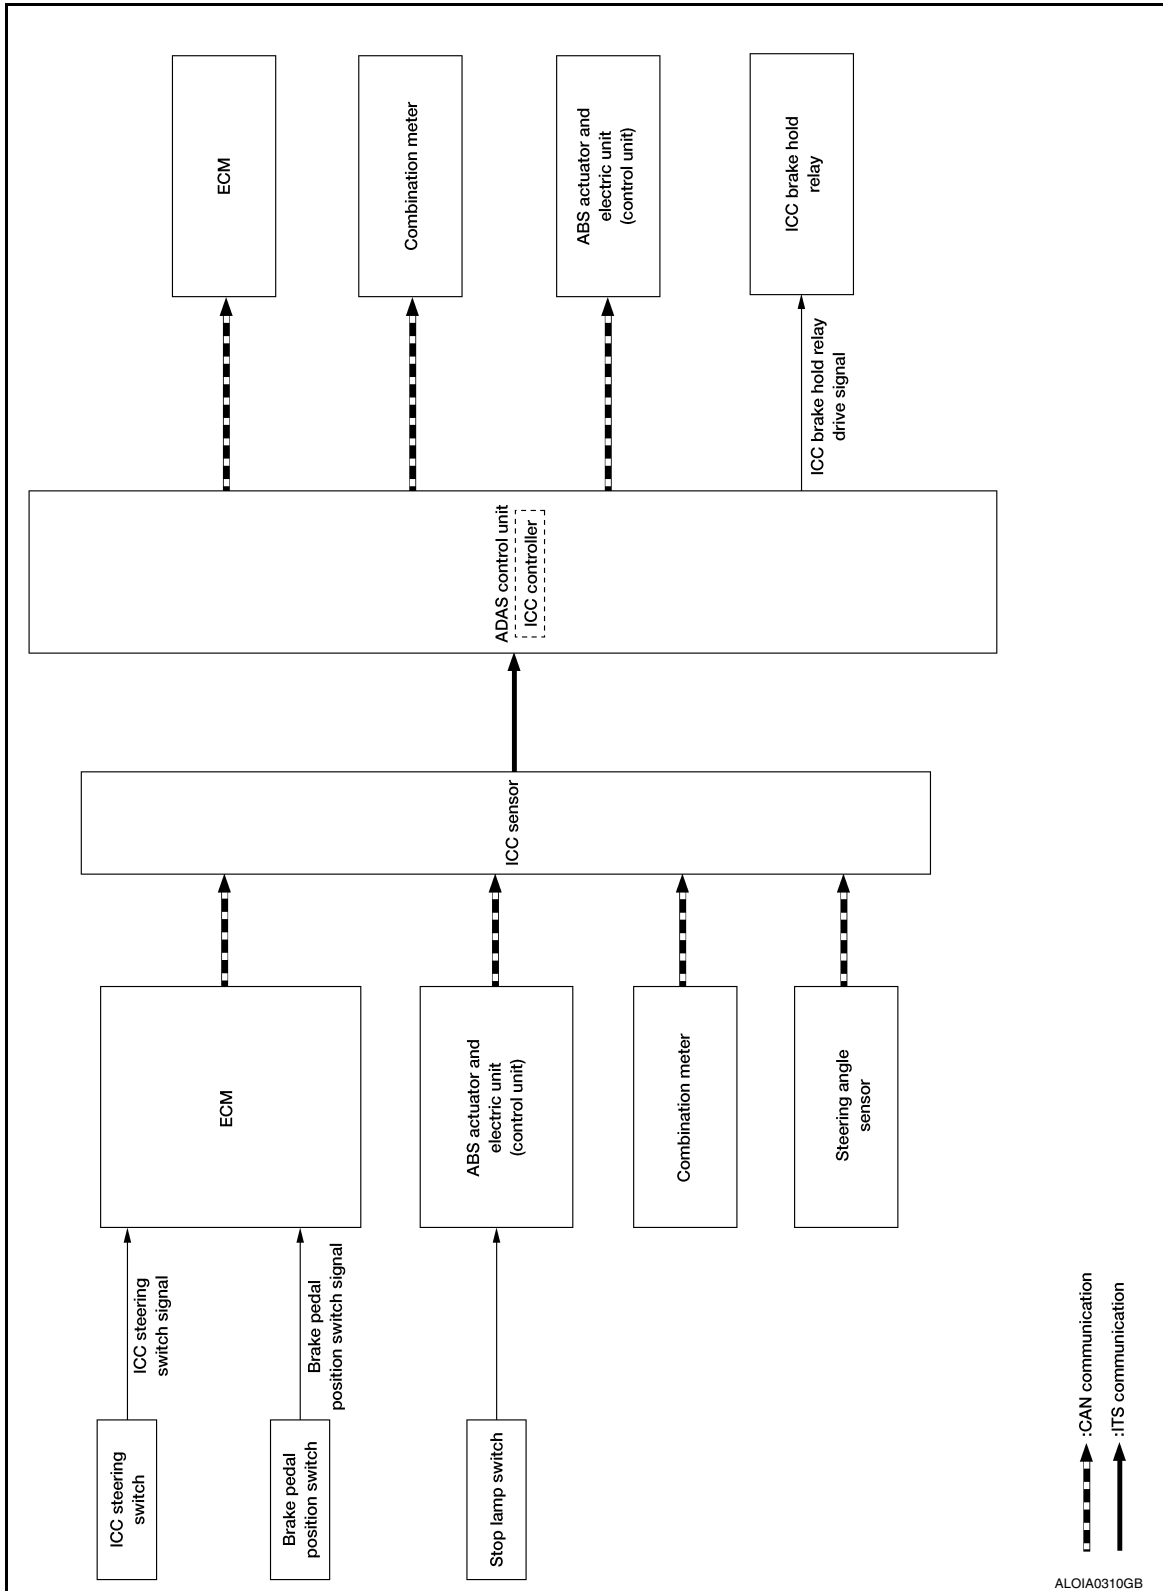 ICC steering
switch
ICC steering
switch signal
Brake pedal
position switch
Brake pedal
position switch signal
Stop lamp switch
ECM
ABS actuator and
electric unit
(control unit)
Combination meter
Steering angle
sensor
ICC sensor
ADAS control unit
ICC controller
ECM
Combination meter
ABS actuator and
electric unit
(control unit)
ICC brake hold relay
drive signal
ICC brake hold
relay
:CAN communication
:ITS communication
ALOIA0310GB